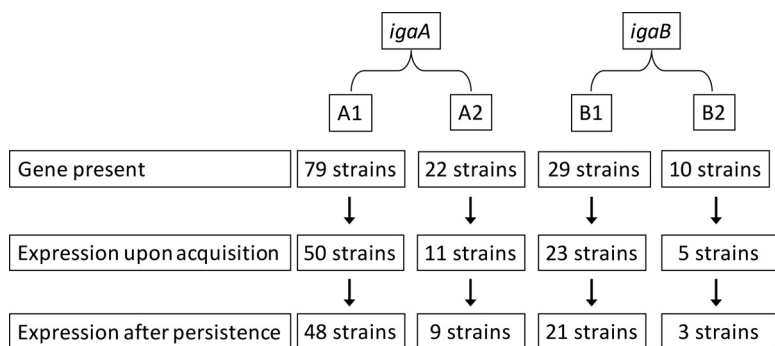 igaA igaB
A1 A2 B1 B2
Gene present 79 strains 22 strains 29 strains 10 strains
Expression upon acquisition 50 strains 11 strains 23 strains 5 strains
Expression after persistence 48 strains 9 strains 21 strains 3 strains